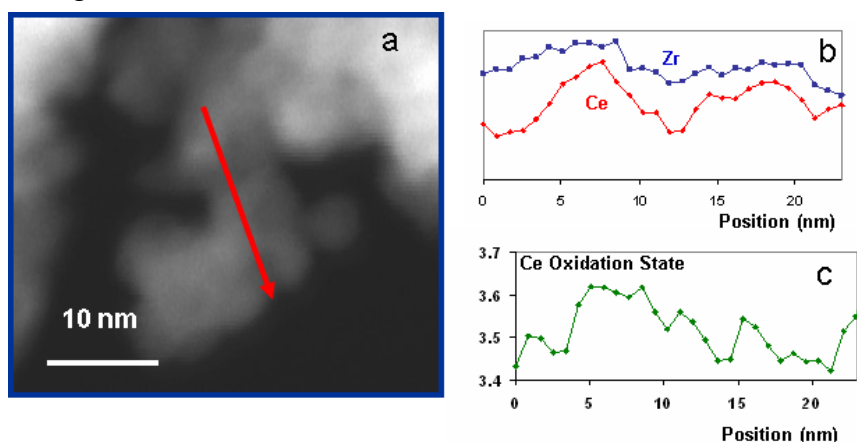 a
10 nm
b
Zr
Ce
0 5 10 15 20
Position (nm)
c
Ce Oxidation State
3.7
3.6
3.5
3.4
0 5 10 15 20
Position (nm)